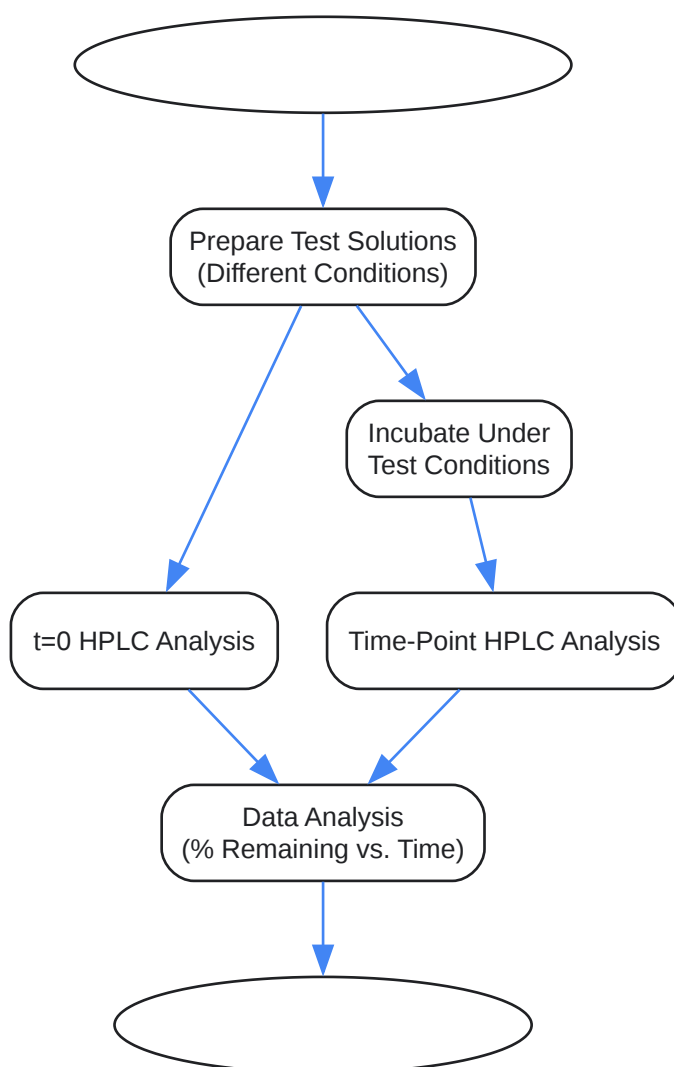 Prepare Test Solutions
(Different Conditions)
Incubate Under
Test Conditions
t=0 HPLC Analysis
Time-Point HPLC Analysis
Data Analysis
(% Remaining vs. Time)